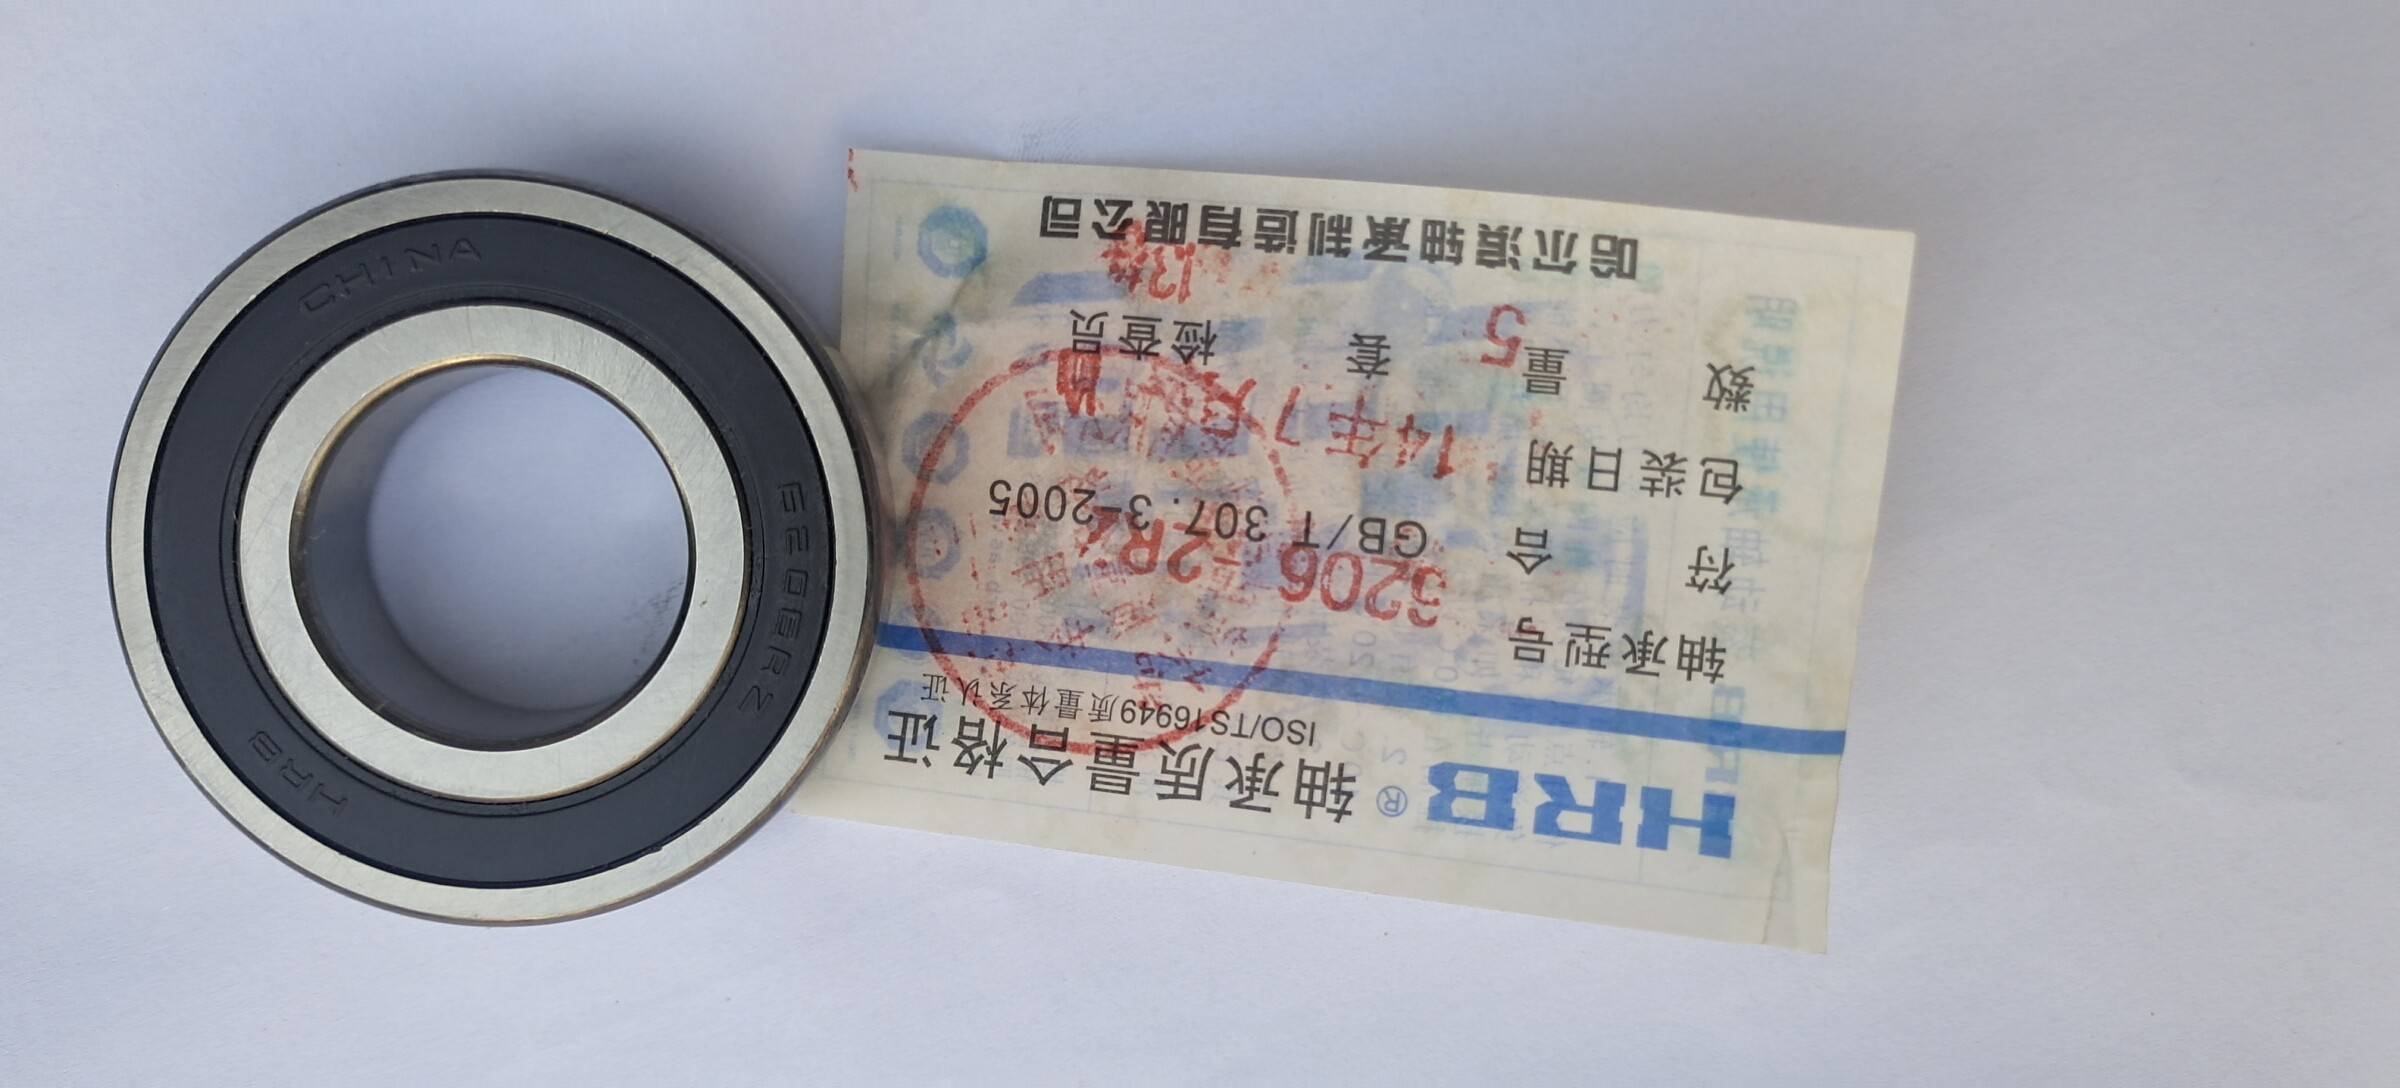 CHINA
6206RZ
HRB
HRB® 轴承质量合格证
ISO/TS16949质量体系认证
轴承型号 6206-2RZ
符合 GB/T 307.3-2005
包装日期 14年7月
数量 5 套 检查员
哈尔滨轴承制造有限公司